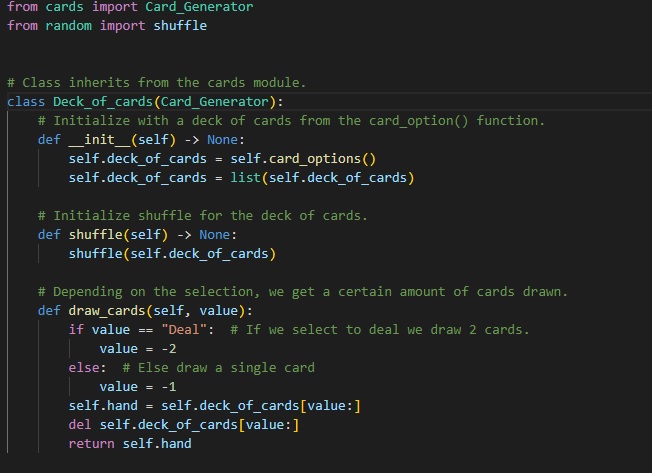 from cards import Card_Generator
from random import shuffle


# Class inherits from the cards module.
class Deck_of_cards(Card_Generator):
    # Initialize with a deck of cards from the card_option() function.
    def __init__(self) -> None:
        self.deck_of_cards = self.card_options()
        self.deck_of_cards = list(self.deck_of_cards)

    # Initialize shuffle for the deck of cards.
    def shuffle(self) -> None:
        shuffle(self.deck_of_cards)

    # Depending on the selection, we get a certain amount of cards drawn.
    def draw_cards(self, value):
        if value == "Deal":  # If we select to deal we draw 2 cards.
            value = -2
        else:  # Else draw a single card
            value = -1
        self.hand = self.deck_of_cards[value:]
        del self.deck_of_cards[value:]
        return self.hand